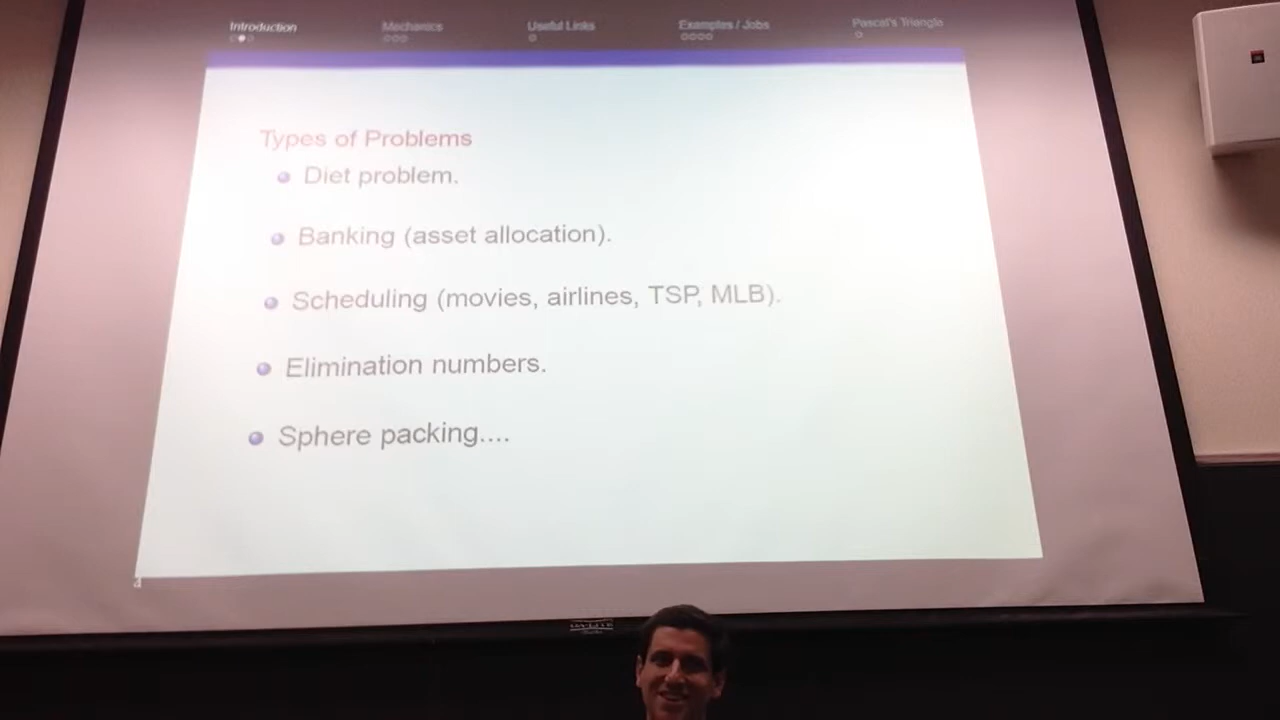 Introduction
Mechanics
Useful Links
Examples / Jobs
Pascal's Triangle
Types of Problems
Diet problem.
Banking (asset allocation).
Scheduling (movies, airlines, TSP, MLB).
Elimination numbers.
Sphere packing....